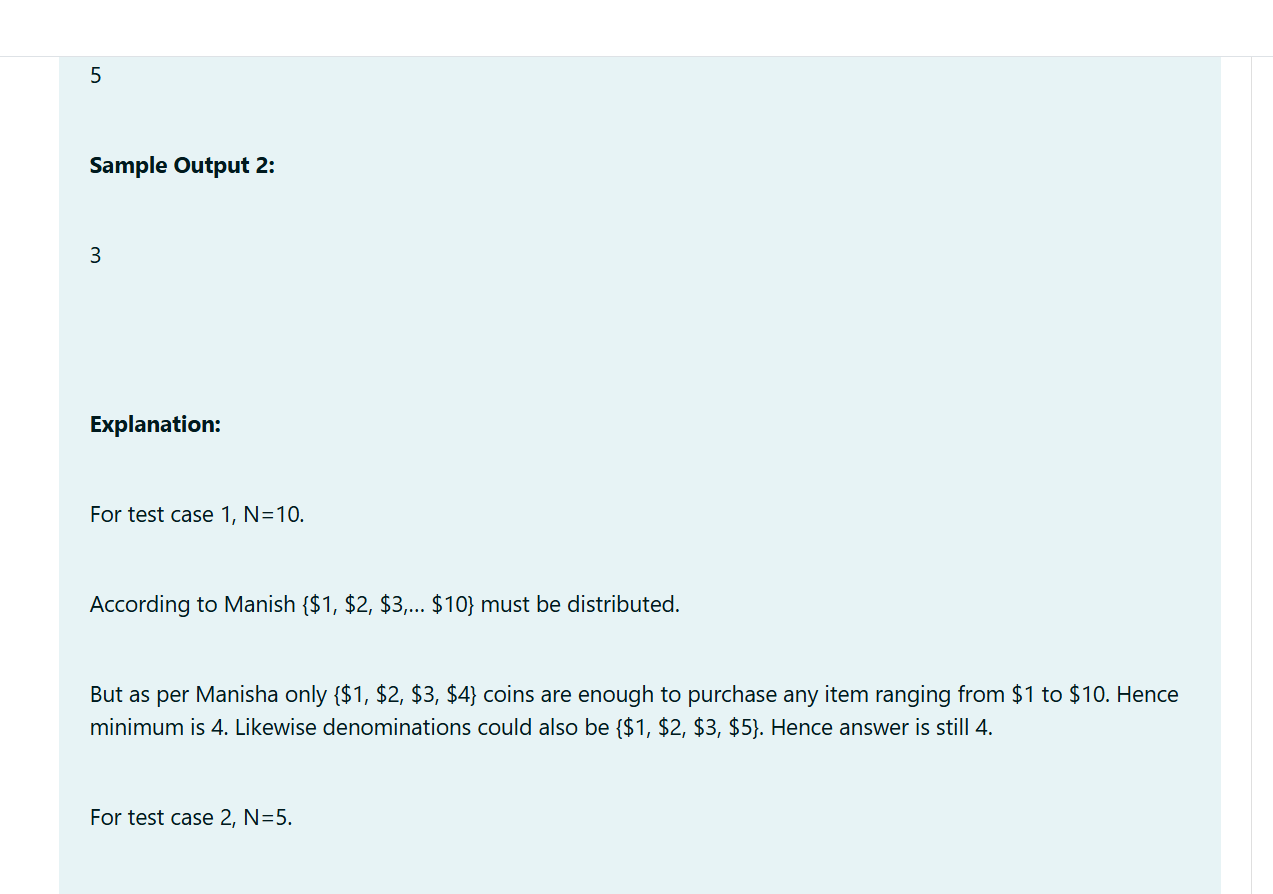 5
Sample Output 2:
3
Explanation:
For test case 1, N=10.
According to Manish {$1, $2, $3,... $10} must be distributed.
But as per Manisha only {$1, $2, $3, $4} coins are enough to purchase any item ranging from $1 to $10. Hence
minimum is 4. Likewise denominations could also be {$1, $2, $3, $5}. Hence answer is still 4.
For test case 2, N=5.